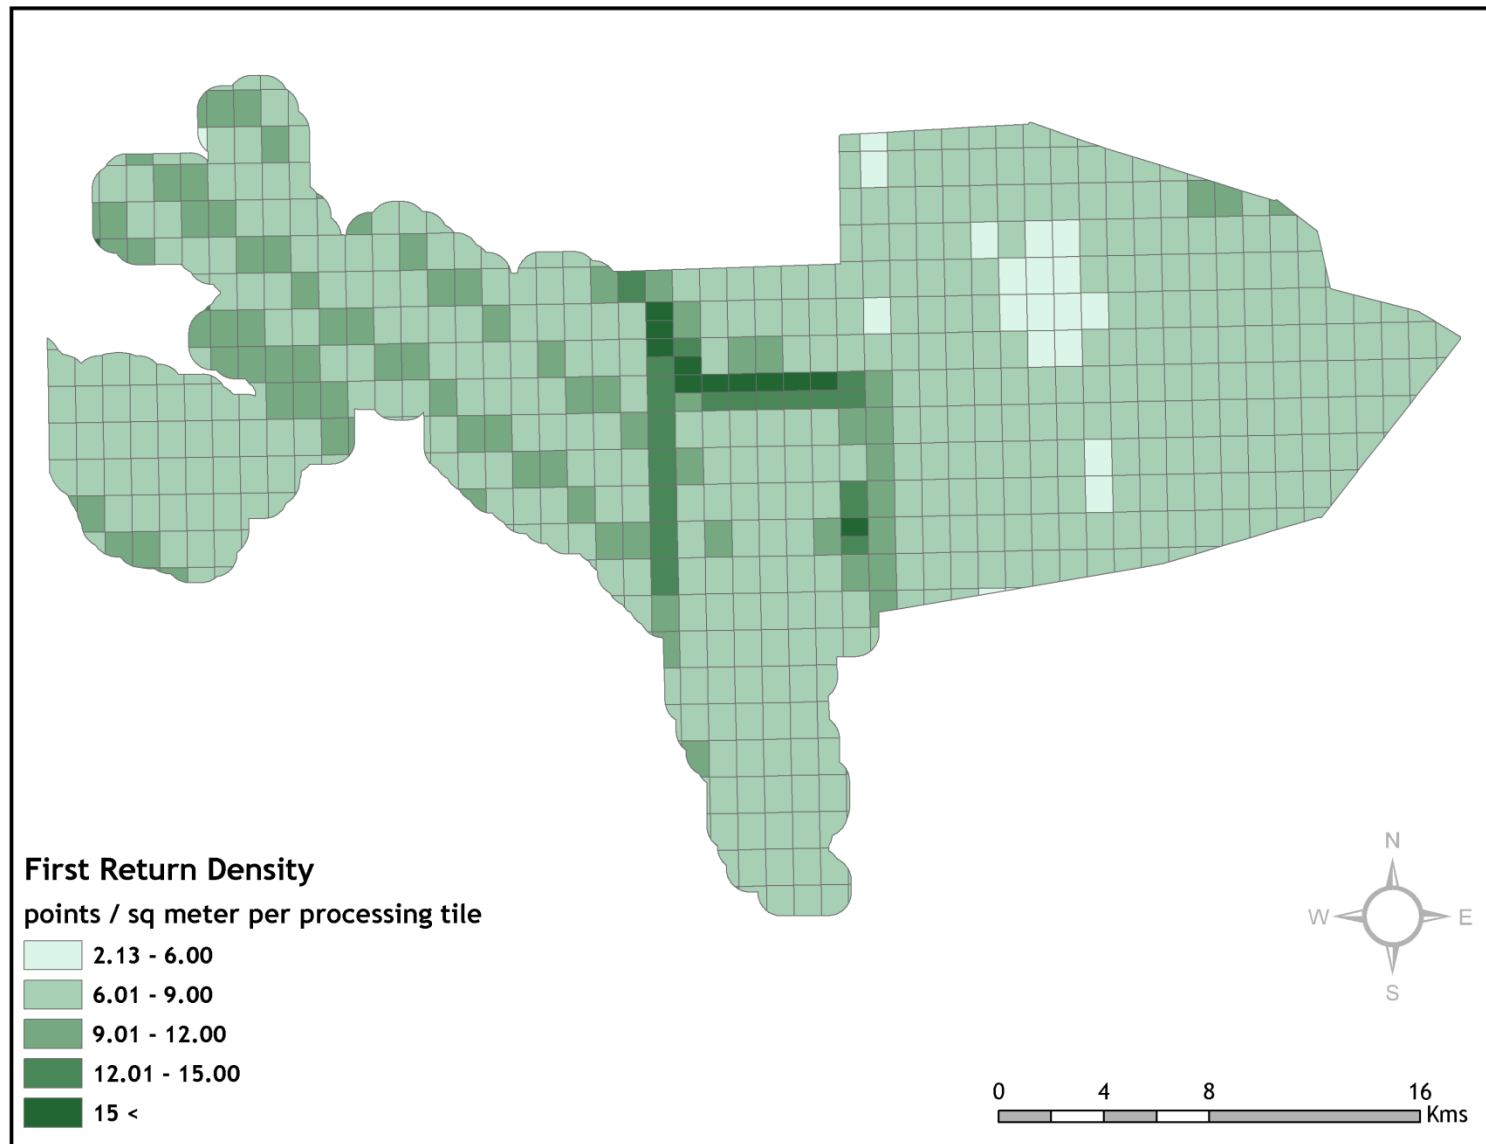 First Return Density
points / sq meter per processing tile
2.13 - 6.00
6.01 - 9.00
9.01 - 12.00
12.01 - 15.00
15 <
N
W E
S
0 4 8 16
Kms